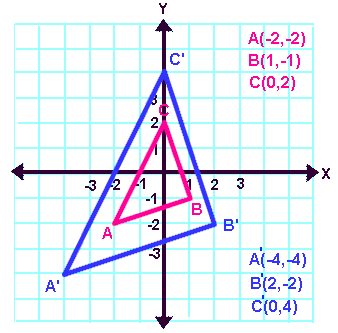 Y
A(-2,-2)
B(1,-1)
C(0,2)
C'
3
2
C
1
X
-3
-2
-1
1
2
3
-1
-2
-3
A
B
B'
A'
A'(-4,-4)
B'(2,-2)
C'(0,4)